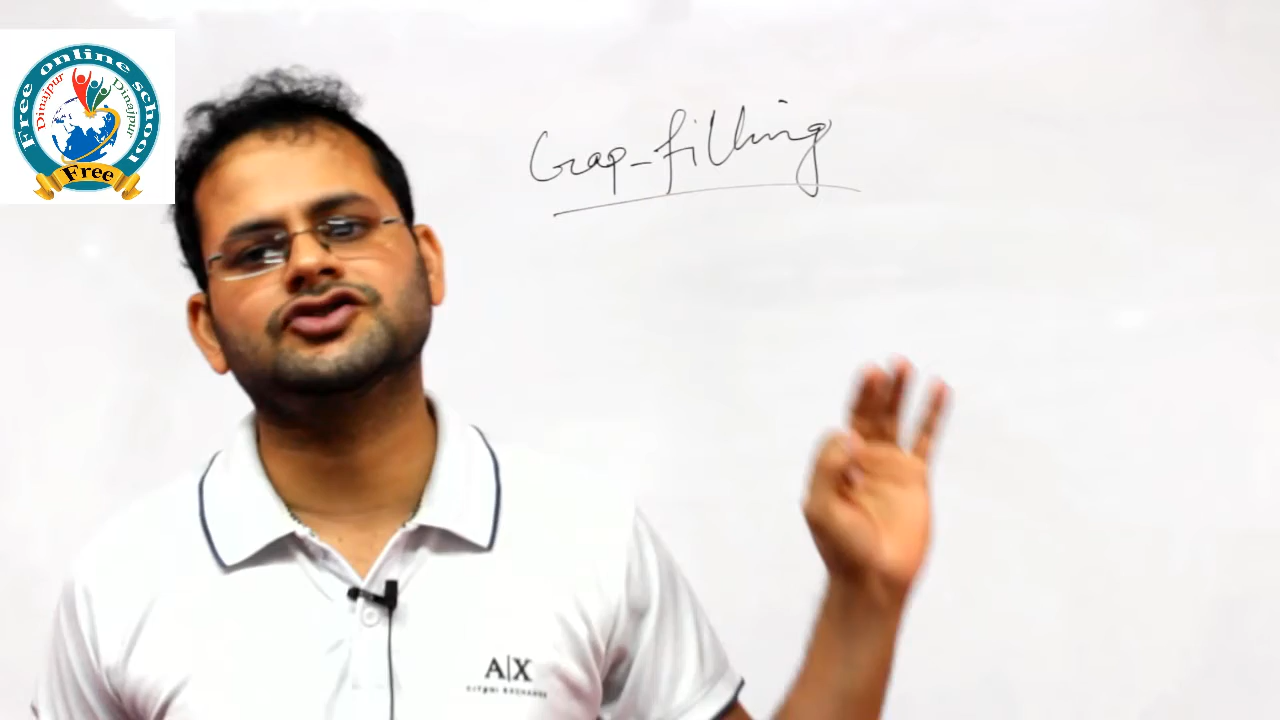 Free online school
Dinajpur Dinajpur
Free
Gap-filling
A|X